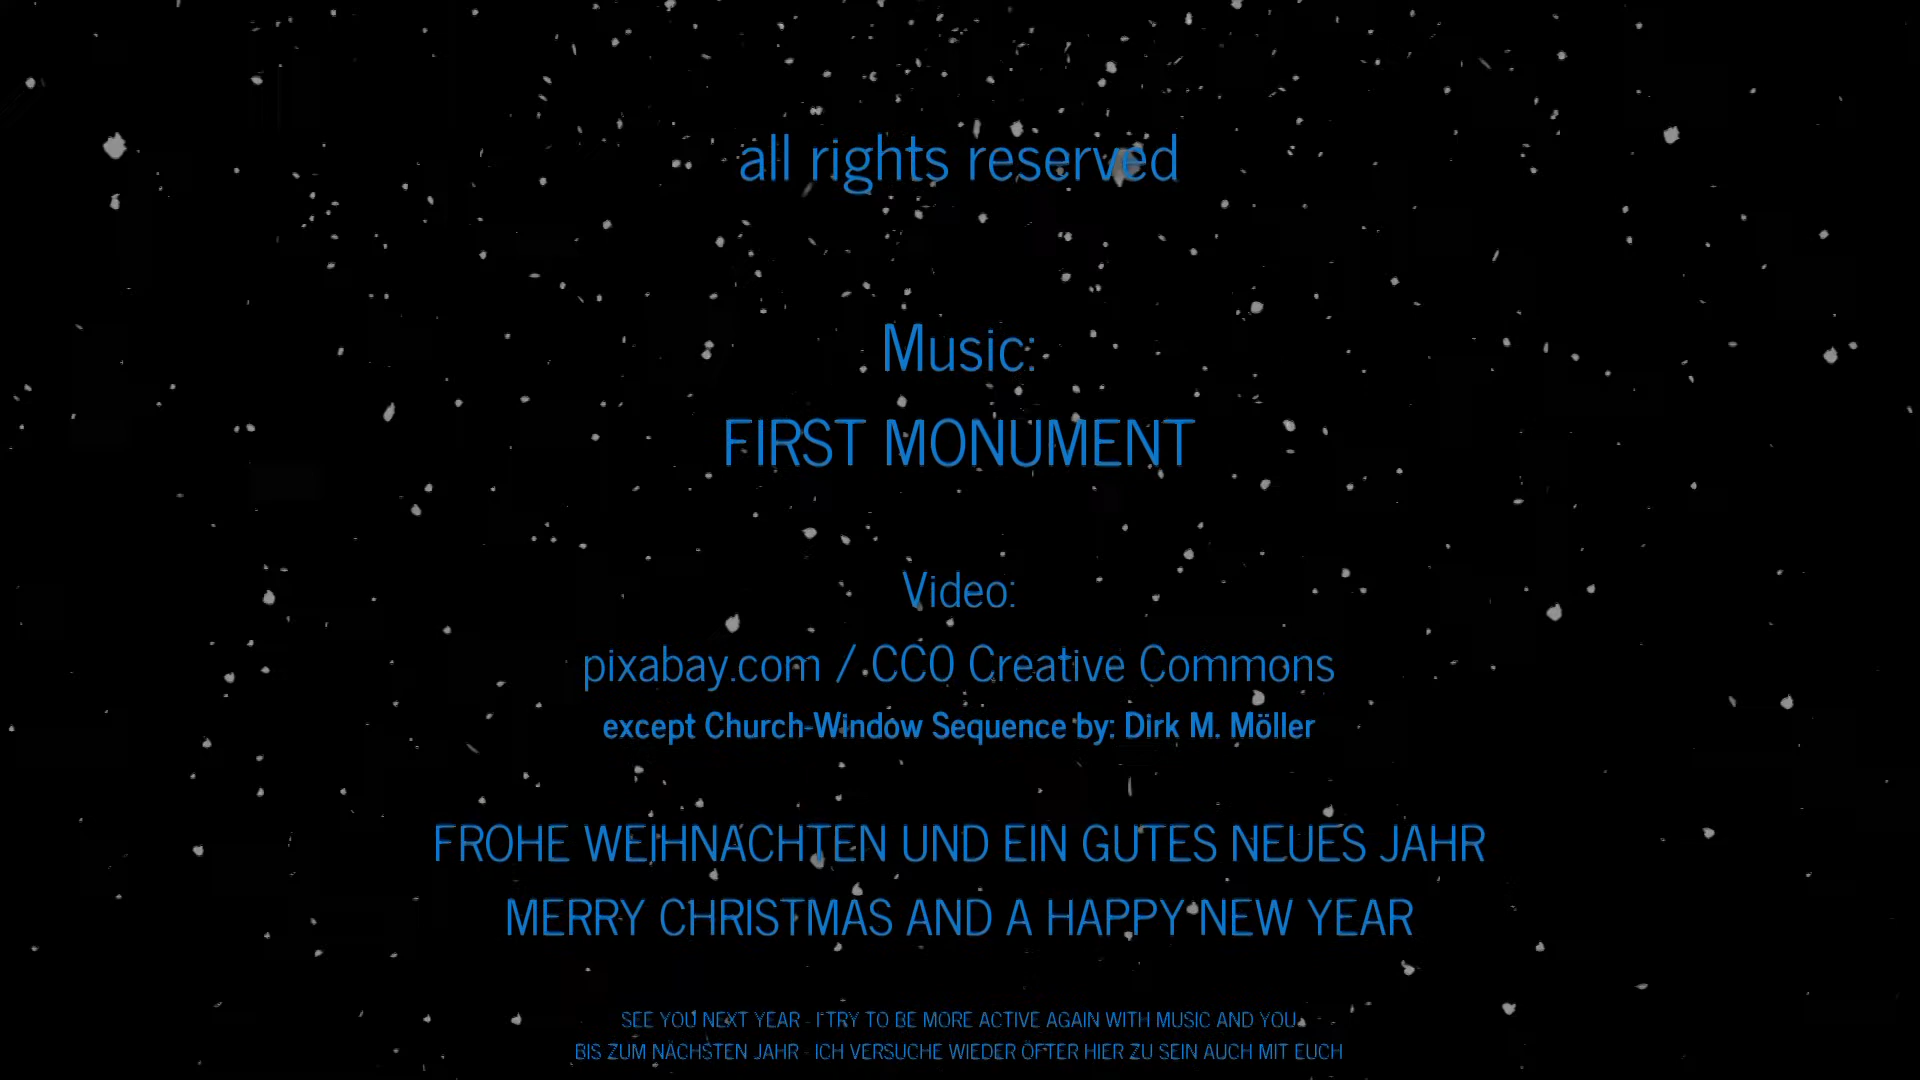 all rights reserved
Music:
FIRST MONUMENT
Video:
pixabay.com / CC0 Creative Commons
except Church-Window Sequence by: Dirk M. Möller
FROHE WEIHNACHTEN UND EIN GUTES NEUES JAHR
MERRY CHRISTMAS AND A HAPPY NEW YEAR
SEE YOU NEXT YEAR - I TRY TO BE MORE ACTIVE AGAIN WITH MUSIC AND YOU
BIS ZUM NÄCHSTEN JAHR - ICH VERSUCHE WIEDER ÖFTER HIER ZU SEIN AUCH MIT EUCH